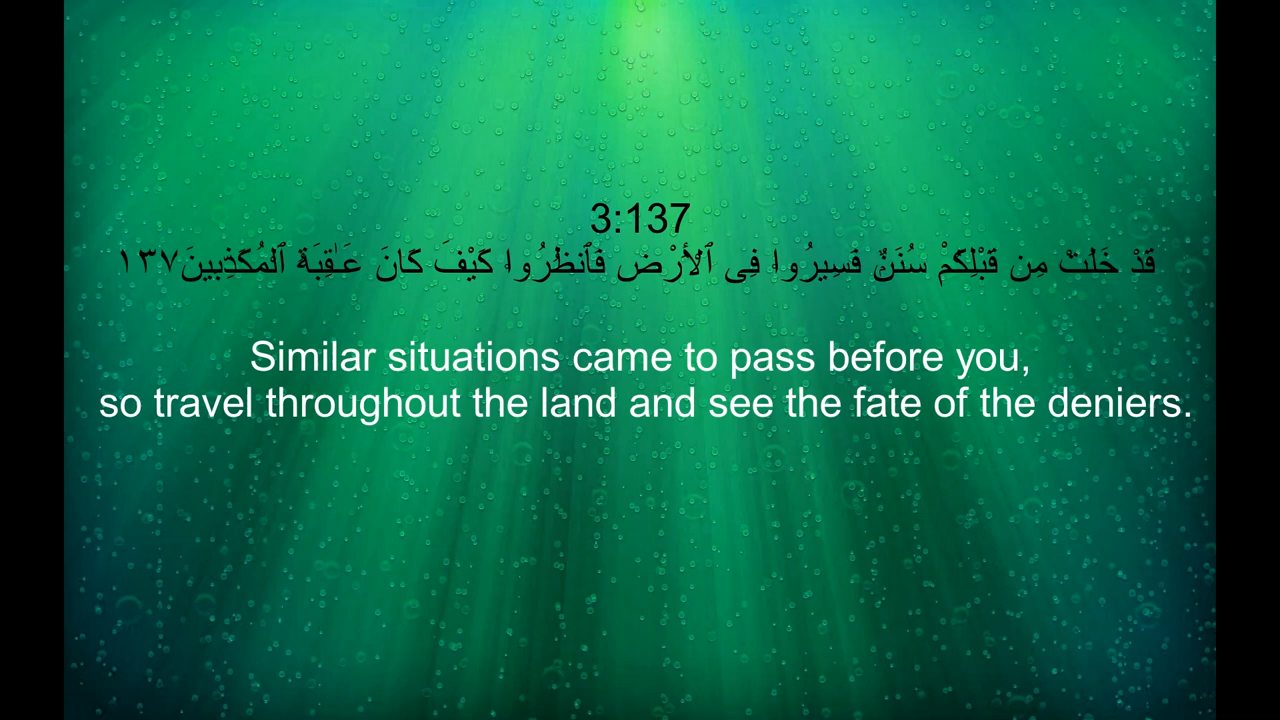 3:137
قَدْ خَلَتْ مِن قَبْلِكُمْ سُنَنٌ فَسِيرُوا۟ فِى ٱلْأَرْضِ فَٱنظُرُوا۟ كَيْفَ كَانَ عَـٰقِبَةُ ٱلْمُكَذِّبِينَ١٣٧
Similar situations came to pass before you,
so travel throughout the land and see the fate of the deniers.